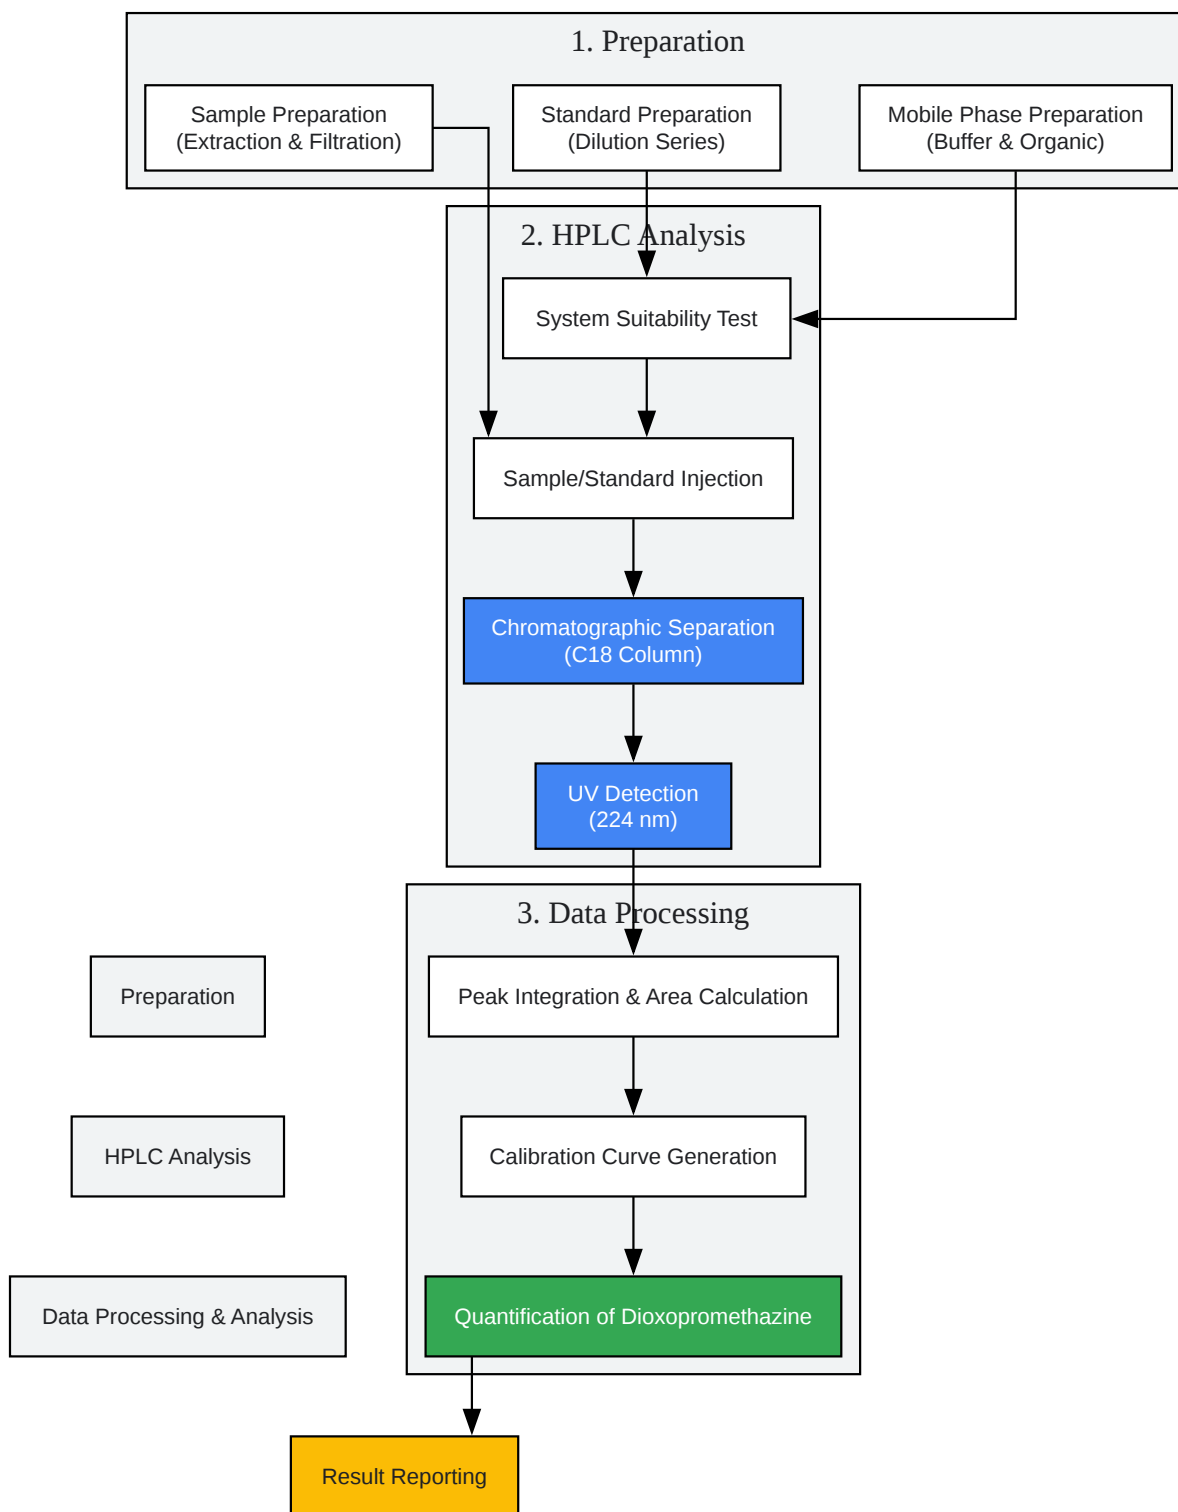 1. Preparation
Sample Preparation
(Extraction & Filtration)
Standard Preparation
(Dilution Series)
Mobile Phase Preparation
(Buffer & Organic)
2. HPLC Analysis
System Suitability Test
Sample/Standard Injection
Chromatographic Separation
(C18 Column)
UV Detection
(224 nm)
3. Data Processing
Preparation
Peak Integration & Area Calculation
HPLC Analysis
Calibration Curve Generation
Data Processing & Analysis
Quantification of Dioxopromethazine
Result Reporting